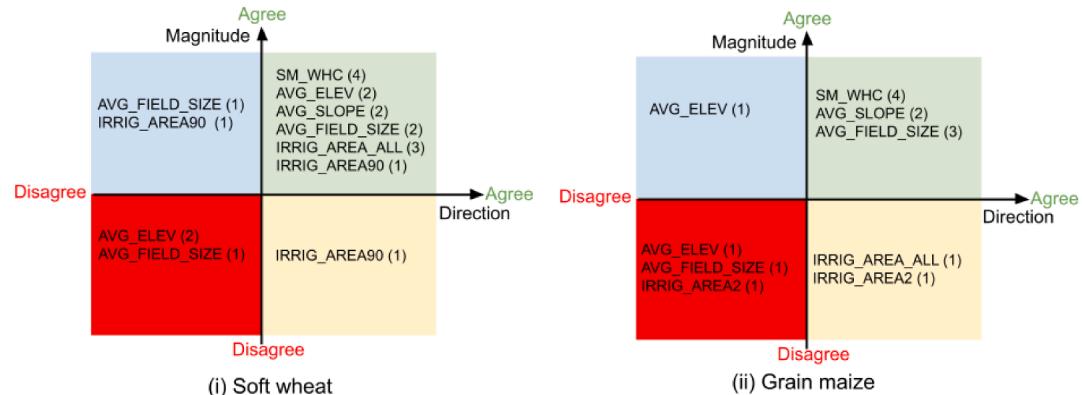 Agree
Magnitude
AVG_FIELD_SIZE (1)
IRRIG_AREA90 (1)
SM_WHC (4)
AVG_ELEV (2)
AVG_SLOPE (2)
AVG_FIELD_SIZE (2)
IRRIG_AREA_ALL (3)
IRRIG_AREA90 (1)
Disagree
Agree
Direction
AVG_ELEV (2)
AVG_FIELD_SIZE (1)
IRRIG_AREA90 (1)
Disagree
(i) Soft wheat
Agree
Magnitude
AVG_ELEV (1)
SM_WHC (4)
AVG_SLOPE (2)
AVG_FIELD_SIZE (3)
Disagree
Agree
Direction
AVG_ELEV (1)
AVG_FIELD_SIZE (1)
IRRIG_AREA2 (1)
IRRIG_AREA_ALL (1)
IRRIG_AREA2 (1)
Disagree
(ii) Grain maize